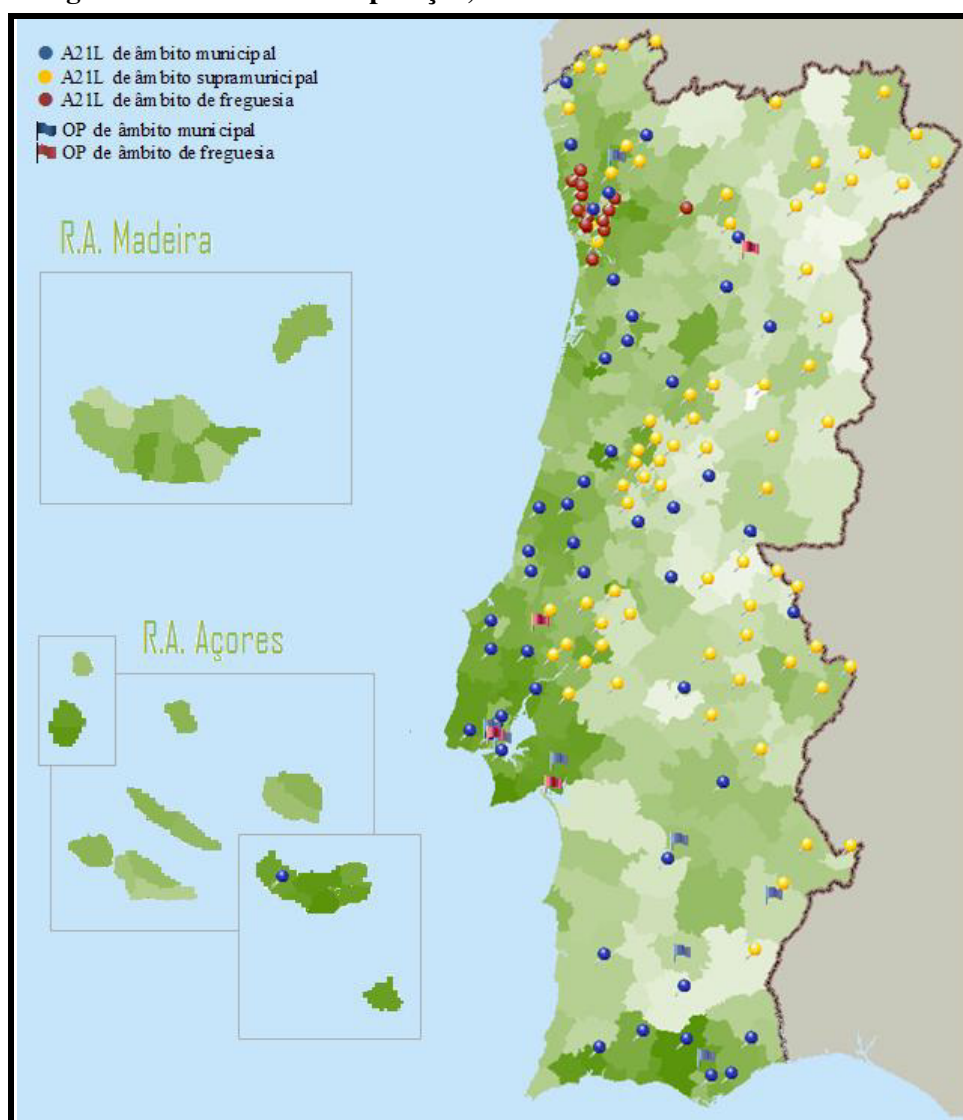 A21L de âmbito municipal
A21L de âmbito supramunicipal
A21L de âmbito de freguesia
OP de âmbito municipal
OP de âmbito de freguesia
R.A. Madeira
R.A. Açores